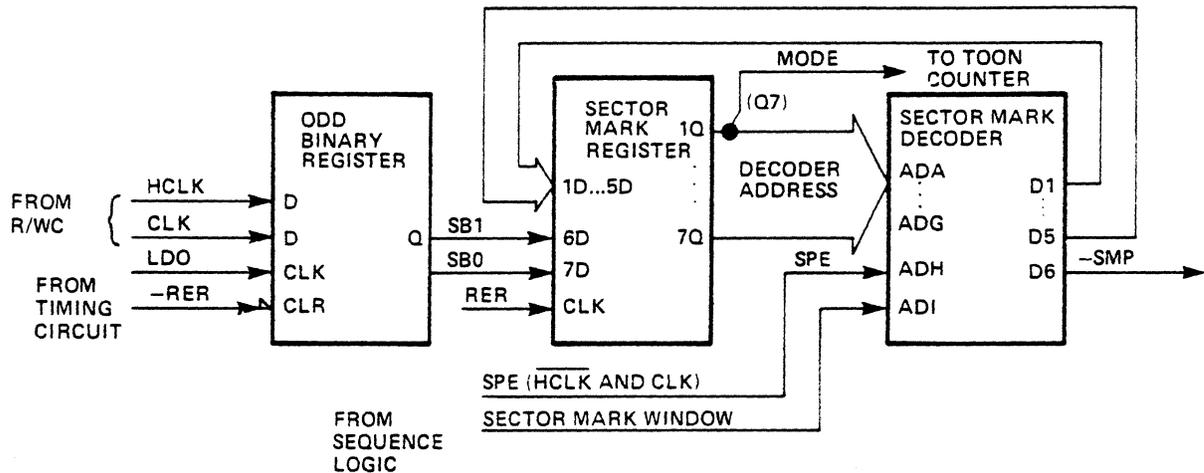 MODE
TO TOON
COUNTER
(Q7)
ODD
BINARY
REGISTER
SECTOR
MARK
REGISTER
1Q
SECTOR MARK
DECODER
FROM
R/WC
HCLK
D
CLK
D
LDO
CLK
FROM
TIMING
CIRCUIT
-RER
CLR
Q
SB1
SB0
RER
1D...5D
6D
7D
CLK
7Q
DECODER
ADDRESS
SPE
ADA
ADG
ADH
ADI
D1
D5
D6
-SMP
SPE (HCLK AND CLK)
SECTOR MARK WINDOW
FROM
SEQUENCE
LOGIC